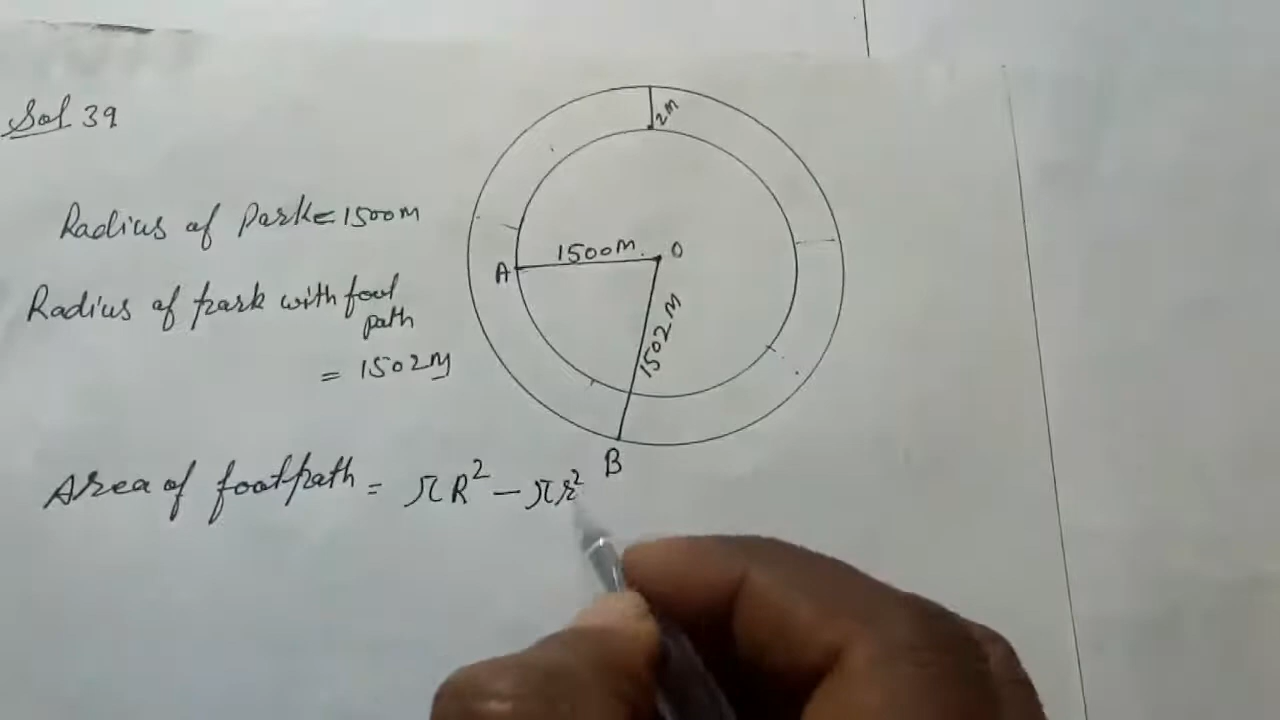 Sol 39
2M
Radius of Park = 1500M
1500M.
O
A
Radius of park with foot
path
= 1502M
1502M
B
Area of footpath = πR² - πr²